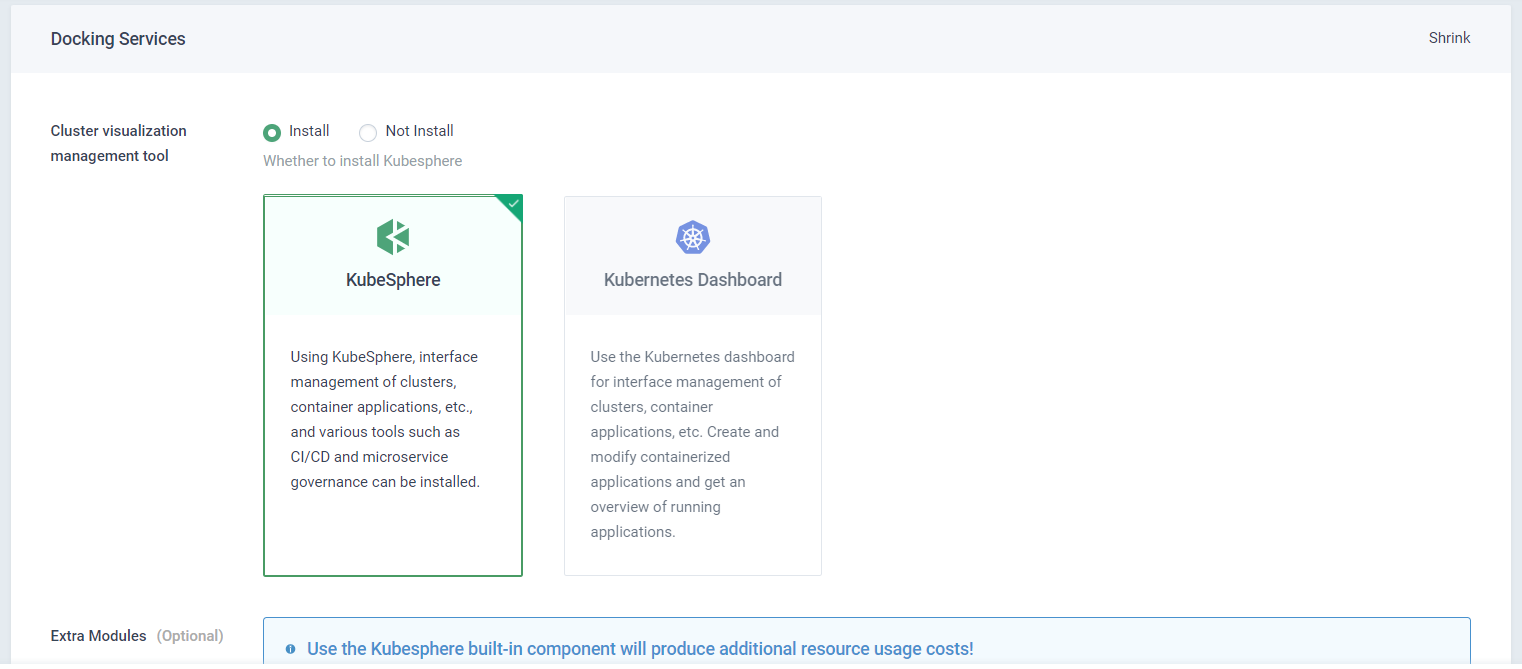 Docking Services
Shrink
Cluster visualization
management tool
Install
Not Install
Whether to install Kubesphere
KubeSphere
Using KubeSphere, interface
management of clusters,
container applications, etc.,
and various tools such as
CI/CD and microservice
governance can be installed.
Kubernetes Dashboard
Use the Kubernetes dashboard
for interface management of
clusters, container
applications, etc. Create and
modify containerized
applications and get an
overview of running
applications.
Extra Modules (Optional)
Use the Kubesphere built-in component will produce additional resource usage costs!